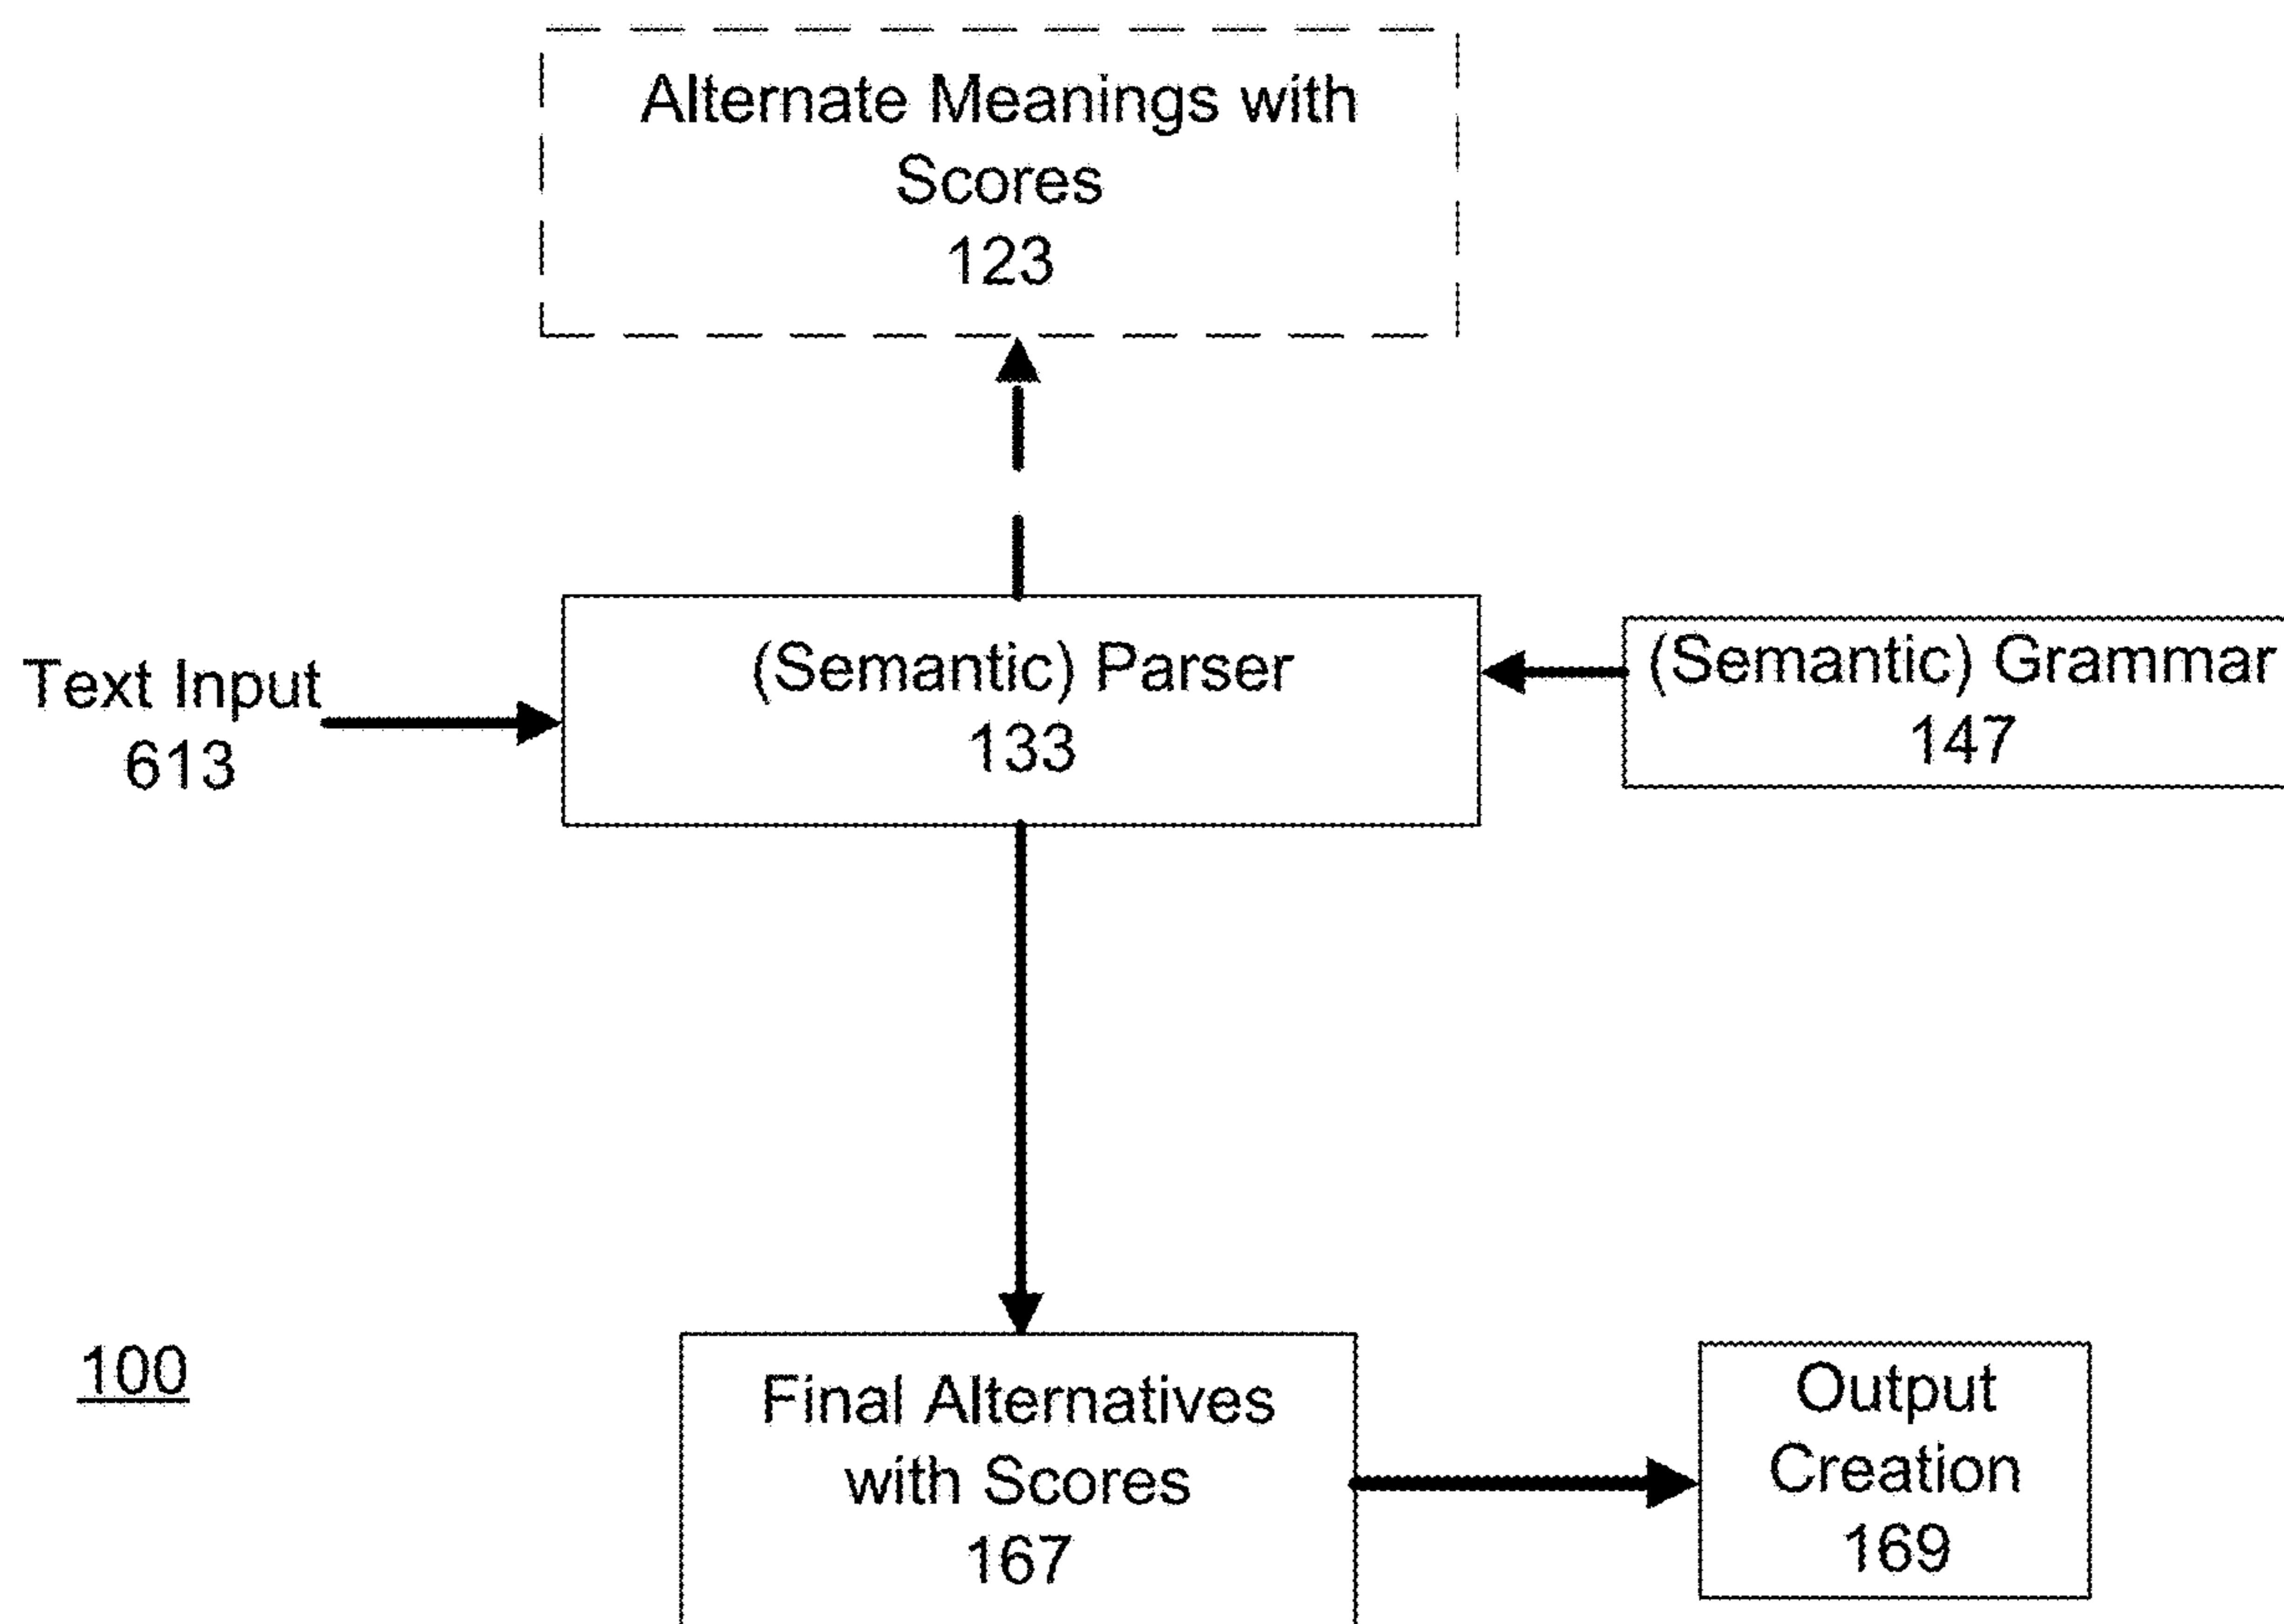 Alternate Meanings with
Scores
123
Text Input
613
(Semantic) Parser
133
(Semantic) Grammar
147
100
Final Alternatives
with Scores
167
Output
Creation
169